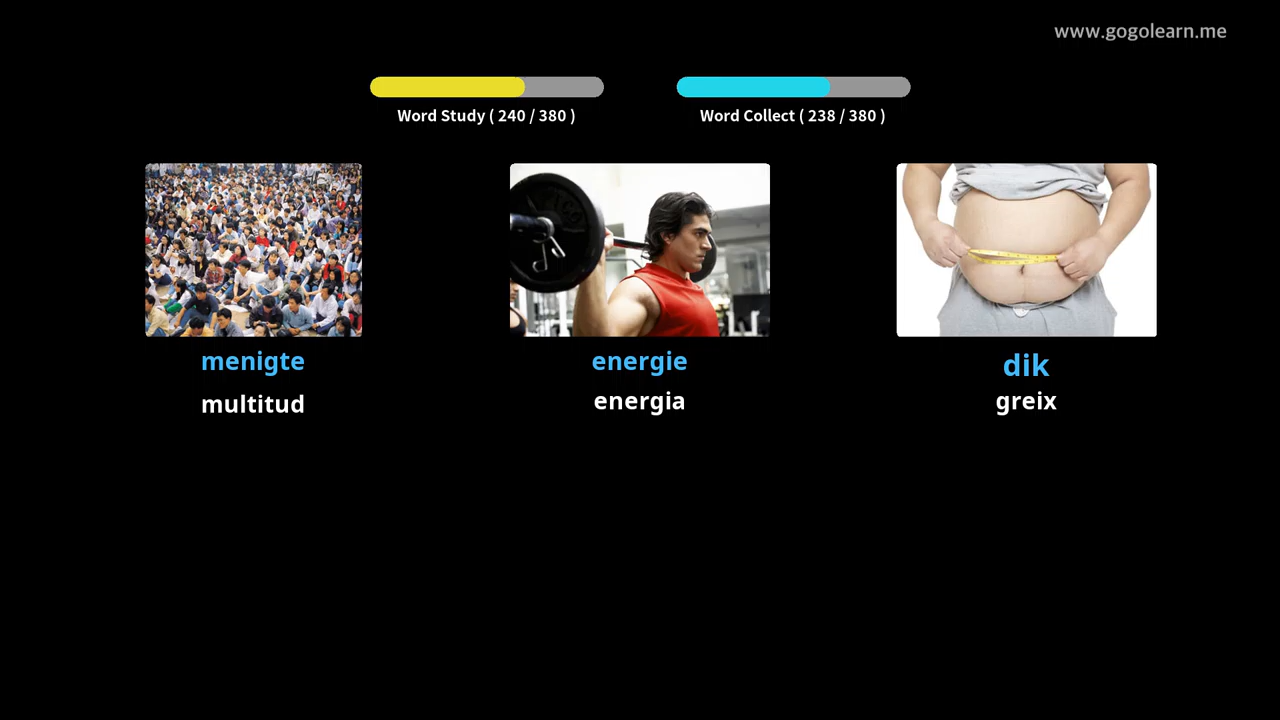 www.gogolearn.me
Word Study ( 240 / 380 )
Word Collect ( 238 / 380 )
menigte
energie
dik
multitud
energia
greix